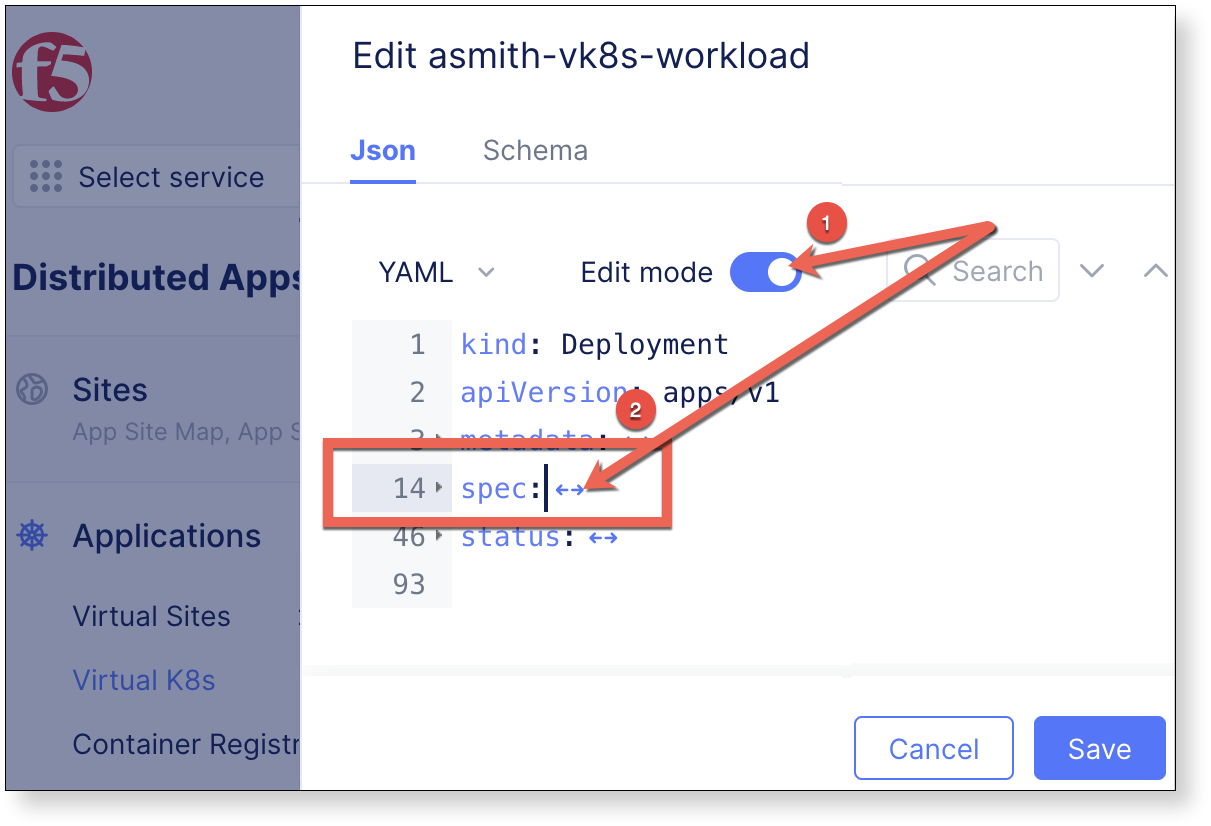 f5
Select service
Distributed Apps
Sites
App Site Map, App S
Applications
Virtual Sites
Virtual K8s
Container Registr
Edit asmith-vk8s-workload
Json Schema
YAML Edit mode Search
1
2
1 kind: Deployment
2 apiVersion: apps/v1
3 metadata:
14 spec:
46 status:
93
Cancel Save